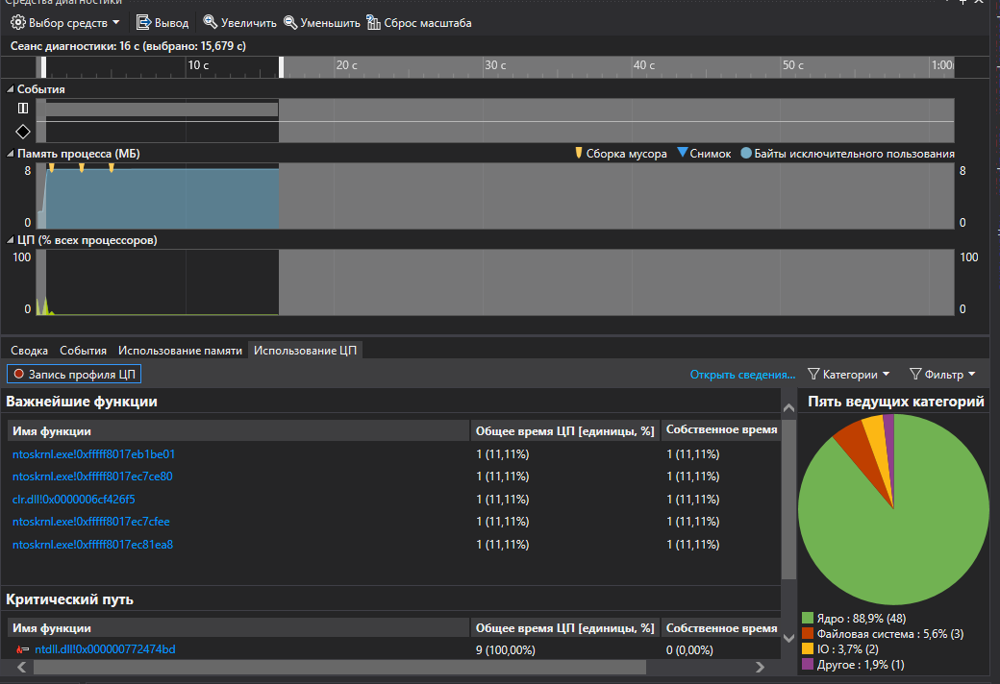 Средства диагностики
Выбор средств Вывод Увеличить Уменьшить Сброс масштаба
Сеанс диагностики: 16 с (выбрано: 15,679 с)
10 с 20 с 30 с 40 с 50 с 1:00
События
Память процесса (МБ) Сборка мусора Снимок Байты исключительного пользования
8 8
0 0
ЦП (% всех процессоров)
100 100
0 0
Сводка События Использование памяти Использование ЦП
Запись профиля ЦП Открыть сведения... Категории Фильтр
Важнейшие функции Пять ведущих категорий
Имя функции Общее время ЦП [единицы, %] Собственное время
ntoskrnl.exe!0xfffff8017eb1be01 1 (11,11%) 1 (11,11%)
ntoskrnl.exe!0xfffff8017ec7ce80 1 (11,11%) 1 (11,11%)
clr.dll!0x0000006cf426f5 1 (11,11%) 1 (11,11%)
ntoskrnl.exe!0xfffff8017ec7cfee 1 (11,11%) 1 (11,11%)
ntoskrnl.exe!0xfffff8017ec81ea8 1 (11,11%) 1 (11,11%)
Критический путь
Имя функции Общее время ЦП [единицы, %] Собственное время
ntdll.dll!0x000000772474bd 9 (100,00%) 0 (0,00%)
Ядро : 88,9% (48)
Файловая система : 5,6% (3)
IO : 3,7% (2)
Другое : 1,9% (1)